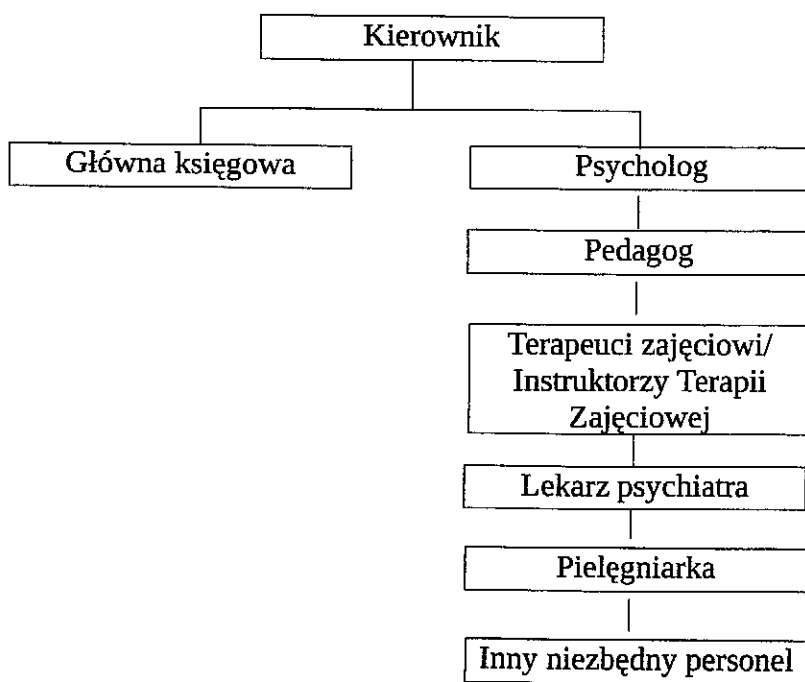 Kierownik
Główna księgowa
Psycholog
Pedagog
Terapeuci zajęciowi/
Instruktorzy Terapii
Zajęciowej
Lekarz psychiatra
Pielęgniarka
Inny niezbędny personel